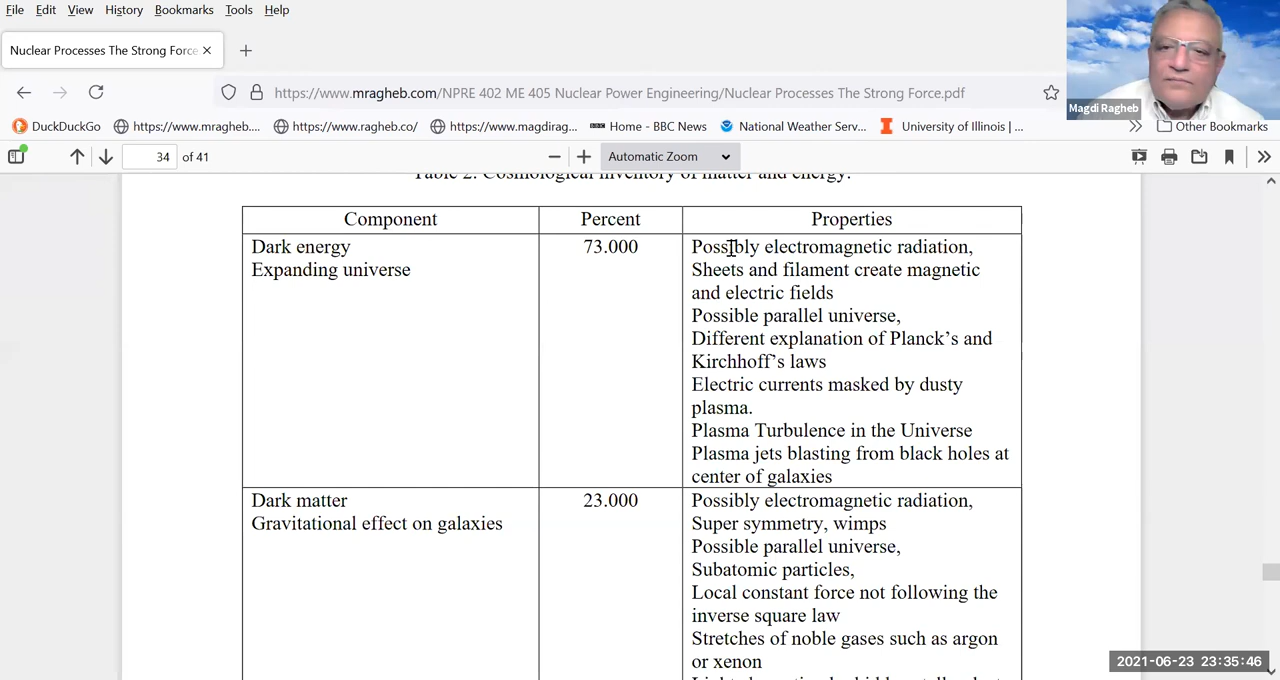 File Edit View History Bookmarks Tools Help
Nuclear Processes The Strong Force
https://www.mragheb.com/NPRE 402 ME 405 Nuclear Power Engineering/Nuclear Processes The Strong Force.pdf
Magdi Ragheb
DuckDuckGo https://www.mragheb.... https://www.ragheb.co/ https://www.magdirag... Home - BBC News National Weather Serv... University of Illinois | ... Other Bookmarks
34 of 41 Automatic Zoom
Table 2. Cosmological inventory of matter and energy.
Component Percent Properties
Dark energy 73.000 Possibly electromagnetic radiation,
Expanding universe Sheets and filament create magnetic
and electric fields
Possible parallel universe,
Different explanation of Planck’s and
Kirchhoff’s laws
Electric currents masked by dusty
plasma.
Plasma Turbulence in the Universe
Plasma jets blasting from black holes at
center of galaxies
Dark matter 23.000 Possibly electromagnetic radiation,
Gravitational effect on galaxies Super symmetry, wimps
Possible parallel universe,
Subatomic particles,
Local constant force not following the
inverse square law
Stretches of noble gases such as argon
or xenon
2021-06-23 23:35:46